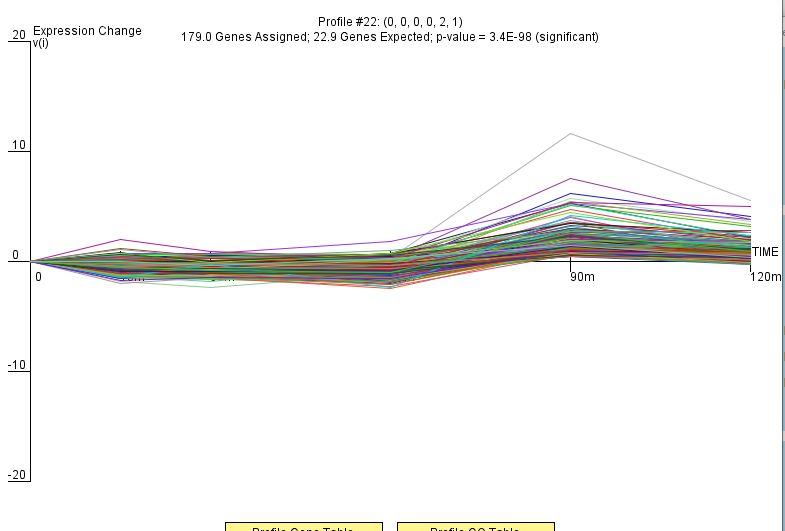 Profile #22: (0, 0, 0, 0, 2, 1)
179.0 Genes Assigned; 22.9 Genes Expected; p-value = 3.4E-98 (significant)
Expression Change
v(i)
20
10
0
-10
-20
0
90m
120m
TIME